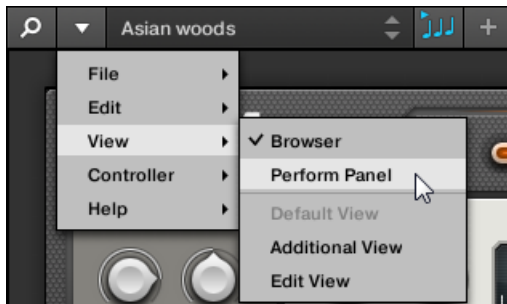 Asian woods
File
Edit
View
Controller
Help
Browser
Perform Panel
Default View
Additional View
Edit View